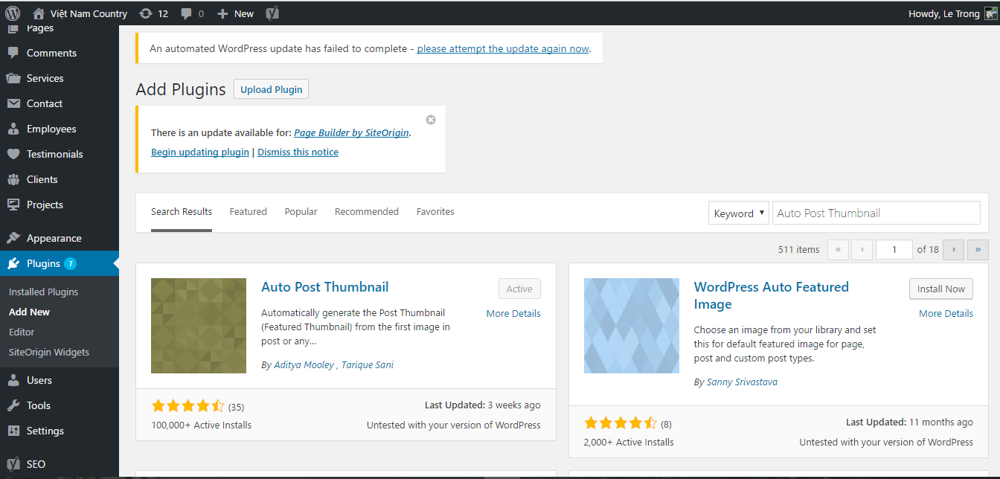 Việt Nam Country 12 0 New Howdy, Le Trong
Pages
Comments
Services
Contact
Employees
Testimonials
Clients
Projects
Appearance
Plugins 7
Installed Plugins
Add New
Editor
SiteOrigin Widgets
Users
Tools
Settings
SEO
An automated WordPress update has failed to complete - please attempt the update again now.
Add Plugins Upload Plugin
There is an update available for: Page Builder by SiteOrigin.
Begin updating plugin | Dismiss this notice
Search Results Featured Popular Recommended Favorites Keyword Auto Post Thumbnail
511 items « ‹ 1 of 18 › »
Auto Post Thumbnail Active
More Details
Automatically generate the Post Thumbnail
(Featured Thumbnail) from the first image in
post or any...
By Aditya Mooley , Tarique Sani
(35) Last Updated: 3 weeks ago
100,000+ Active Installs Untested with your version of WordPress
WordPress Auto Featured
Image
Install Now
More Details
Choose an image from your library and set
this for default featured image for page,
post and custom post types.
By Sanny Srivastava
(8) Last Updated: 11 months ago
2,000+ Active Installs Untested with your version of WordPress